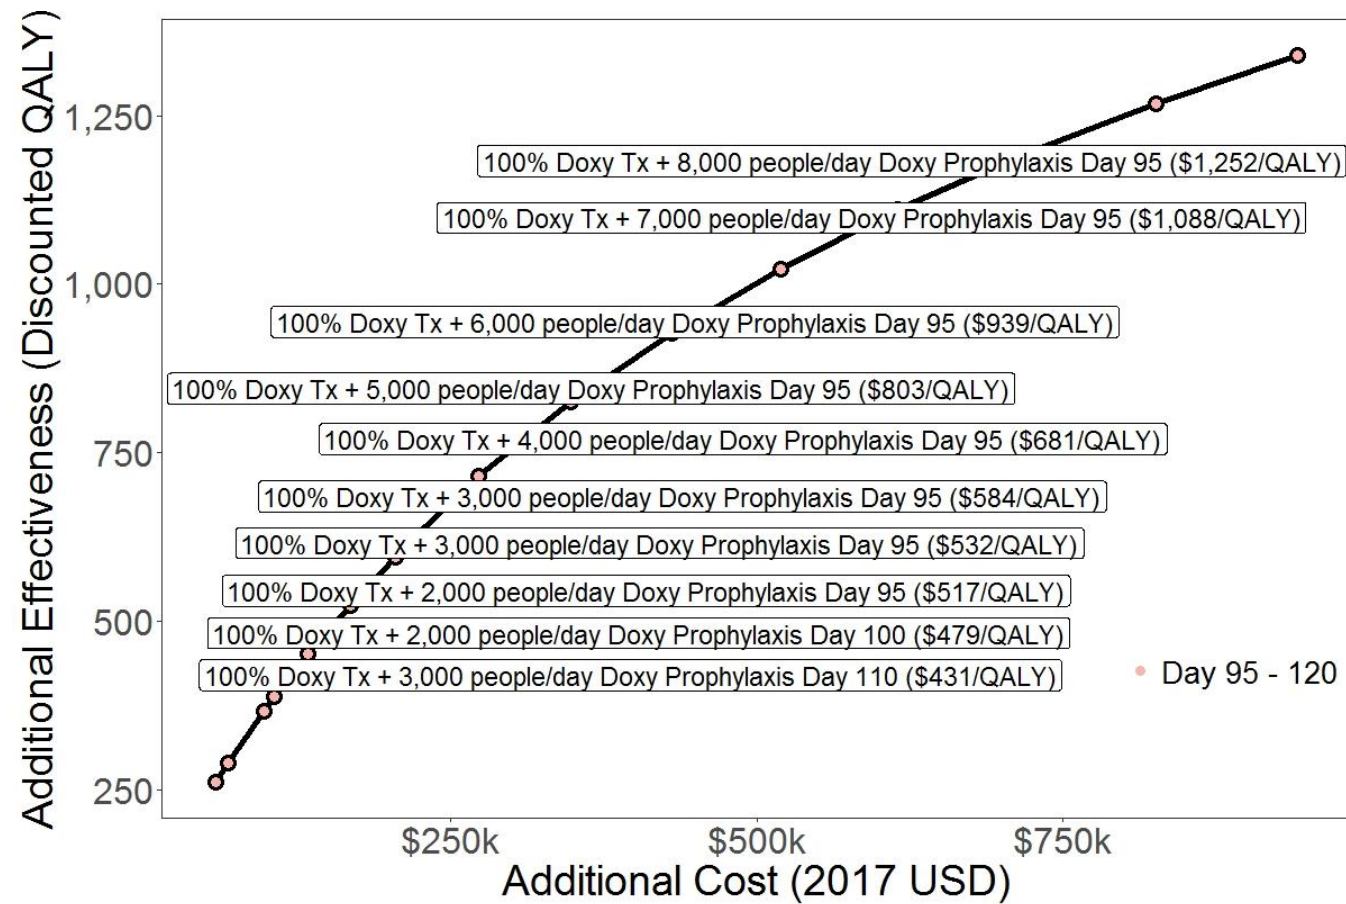 Additional Effectiveness (Discounted QALY)
1,250
1,000
750
500
250
100% Doxy Tx + 8,000 people/day Doxy Prophylaxis Day 95 ($1,252/QALY)
100% Doxy Tx + 7,000 people/day Doxy Prophylaxis Day 95 ($1,088/QALY)
100% Doxy Tx + 6,000 people/day Doxy Prophylaxis Day 95 ($939/QALY)
100% Doxy Tx + 5,000 people/day Doxy Prophylaxis Day 95 ($803/QALY)
100% Doxy Tx + 4,000 people/day Doxy Prophylaxis Day 95 ($681/QALY)
100% Doxy Tx + 3,000 people/day Doxy Prophylaxis Day 95 ($584/QALY)
100% Doxy Tx + 3,000 people/day Doxy Prophylaxis Day 95 ($532/QALY)
100% Doxy Tx + 2,000 people/day Doxy Prophylaxis Day 95 ($517/QALY)
100% Doxy Tx + 2,000 people/day Doxy Prophylaxis Day 100 ($479/QALY)
100% Doxy Tx + 3,000 people/day Doxy Prophylaxis Day 110 ($431/QALY)
Day 95 - 120
$250k
$500k
$750k
Additional Cost (2017 USD)